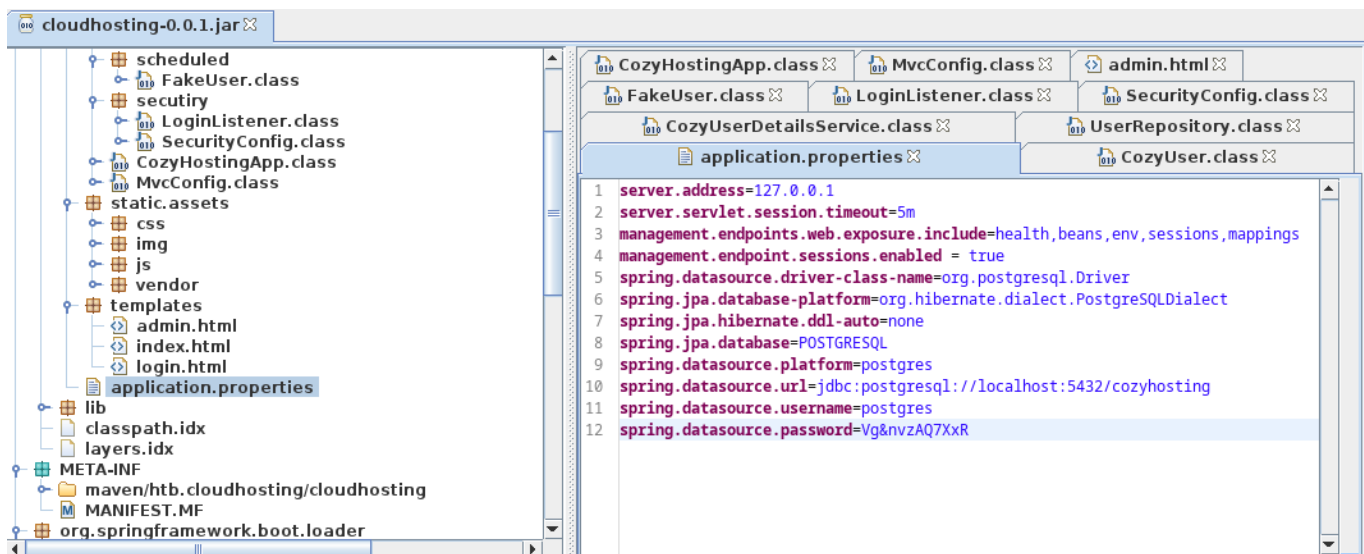 cloudhosting-0.0.1.jar
scheduled
FakeUser.class
secutiry
LoginListener.class
SecurityConfig.class
CozyHostingApp.class
MvcConfig.class
static.assets
css
img
js
vendor
templates
admin.html
index.html
login.html
application.properties
lib
classpath.idx
layers.idx
META-INF
maven/htb.cloudhosting/cloudhosting
MANIFEST.MF
org.springframework.boot.loader
CozyHostingApp.class MvcConfig.class admin.html
FakeUser.class LoginListener.class SecurityConfig.class
CozyUserDetailsService.class UserRepository.class
application.properties CozyUser.class
1 server.address=127.0.0.1
2 server.servlet.session.timeout=5m
3 management.endpoints.web.exposure.include=health,beans,env,sessions,mappings
4 management.endpoint.sessions.enabled = true
5 spring.datasource.driver-class-name=org.postgresql.Driver
6 spring.jpa.database-platform=org.hibernate.dialect.PostgreSQLDialect
7 spring.jpa.hibernate.ddl-auto=none
8 spring.jpa.database=POSTGRESQL
9 spring.datasource.platform=postgres
10 spring.datasource.url=jdbc:postgresql://localhost:5432/cozyhosting
11 spring.datasource.username=postgres
12 spring.datasource.password=Vg&nvzAQ7XxR